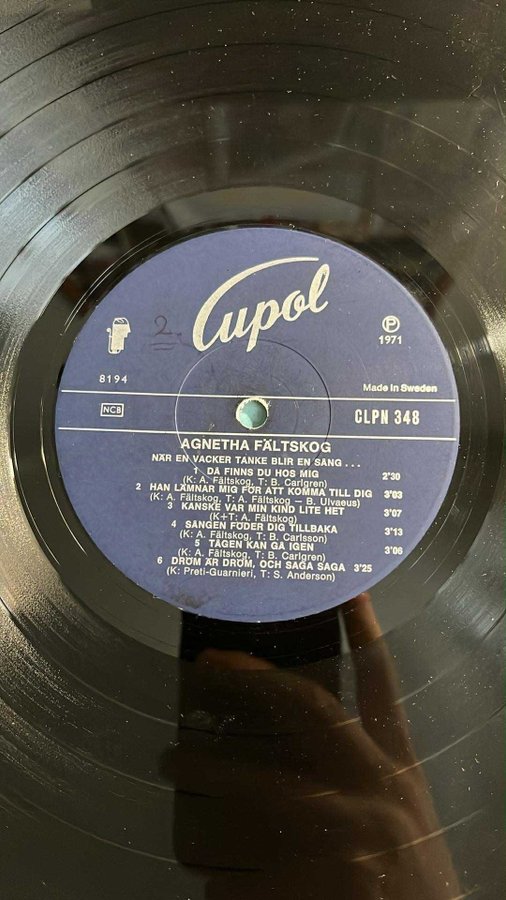 Cupol
2.
℗
1971
8194
Made in Sweden
NCB
CLPN 348
AGNETHA FÄLTSKOG
NÄR EN VACKER TANKE BLIR EN SÅNG . . .
1 DÅ FINNS DU HOS MIG 2'30
(K: A. Fältskog, T: B. Carlgren)
2 HAN LÄMNAR MIG FÖR ATT KOMMA TILL DIG 3'03
(K: A. Fältskog, T: A. Fältskog – B. Ulvaeus)
3 KANSKE VAR MIN KIND LITE HET 3'07
(K+T: A. Fältskog)
4 SÅNGEN FÖDER DIG TILLBAKA 3'13
(K: A. Fältskog, T: B. Carlsson)
5 TÅGEN KAN GÅ IGEN 3'06
(K: A. Fältskog, T: B. Carlgren)
6 DRÖM ÄR DRÖM, OCH SAGA SAGA 3'25
(K: Preti-Guarnieri, T: S. Anderson)